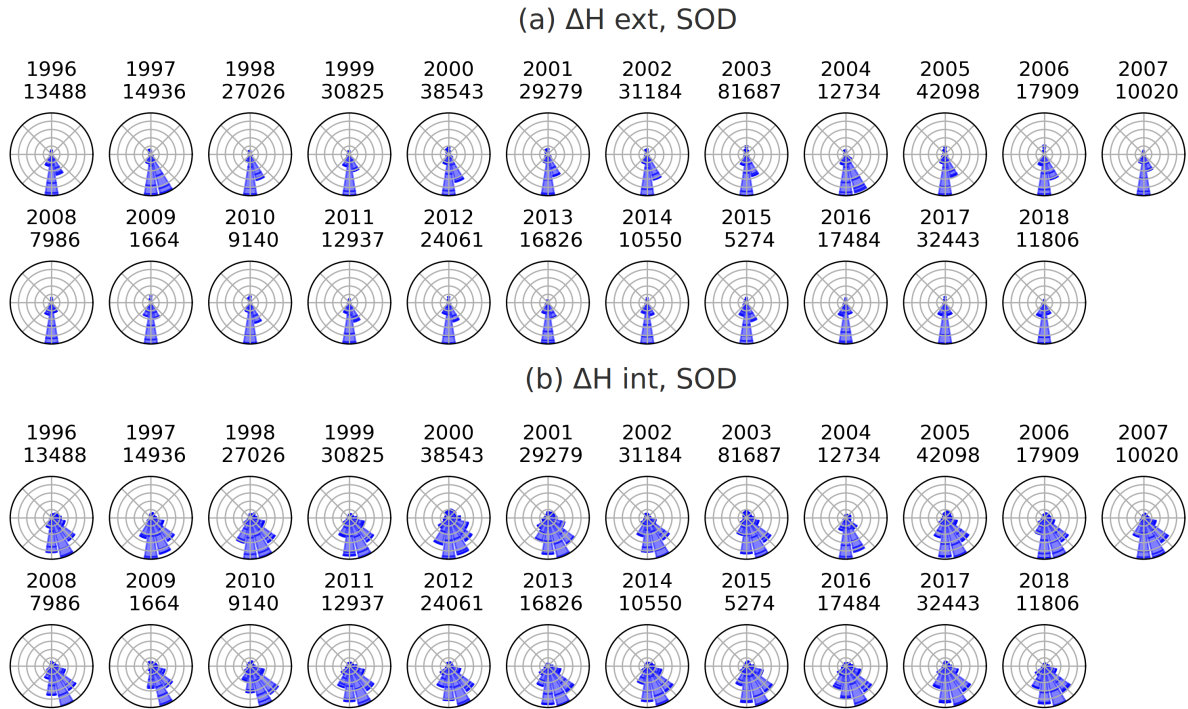 (a) ΔH ext, SOD
1996 1997 1998 1999 2000 2001 2002 2003 2004 2005 2006 2007
13488 14936 27026 30825 38543 29279 31184 81687 12734 42098 17909 10020
2008 2009 2010 2011 2012 2013 2014 2015 2016 2017 2018
7986 1664 9140 12937 24061 16826 10550 5274 17484 32443 11806
(b) ΔH int, SOD
1996 1997 1998 1999 2000 2001 2002 2003 2004 2005 2006 2007
13488 14936 27026 30825 38543 29279 31184 81687 12734 42098 17909 10020
2008 2009 2010 2011 2012 2013 2014 2015 2016 2017 2018
7986 1664 9140 12937 24061 16826 10550 5274 17484 32443 11806